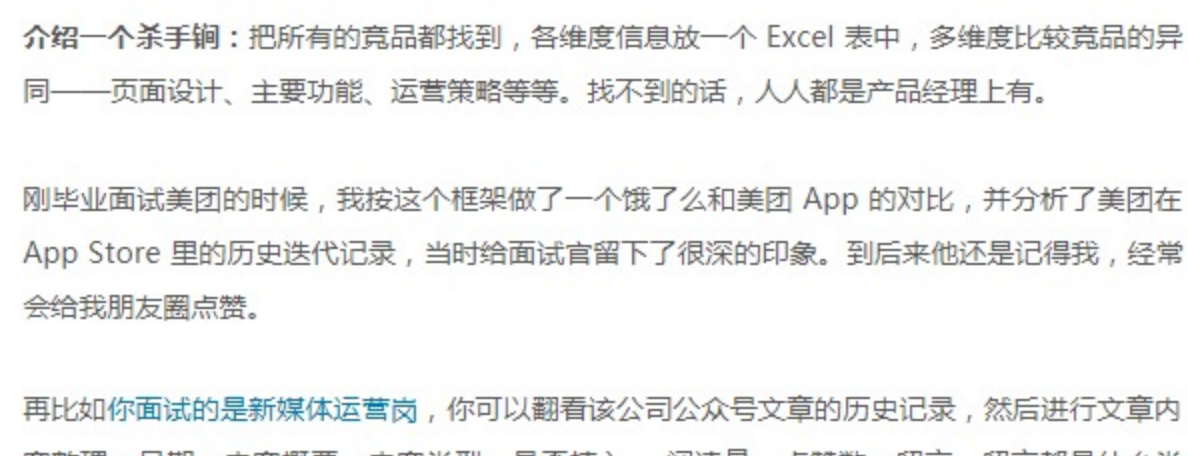 介绍一个杀手锏：把所有的竞品都找到，各维度信息放一个 Excel 表中，多维度比较竞品的异
同——页面设计、主要功能、运营策略等等。找不到的话，人人都是产品经理上有。
刚毕业面试美团的时候，我按这个框架做了一个饿了么和美团 App 的对比，并分析了美团在
App Store 里的历史迭代记录，当时给面试官留下了很深的印象。到后来他还是记得我，经常
会给我朋友圈点赞。
再比如你面试的是新媒体运营岗，你可以翻看该公司公众号文章的历史记录，然后进行文章内